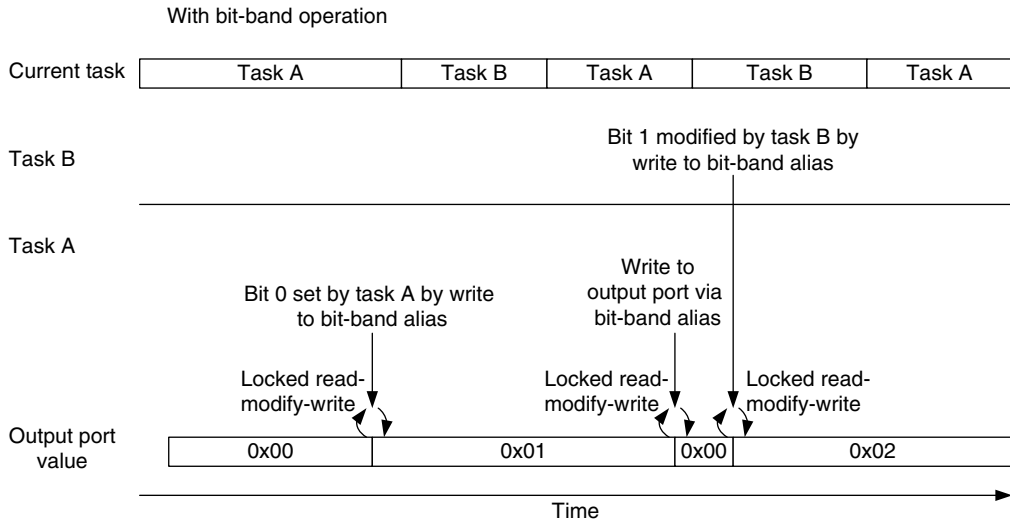 With bit-band operation
Current task
Task A
Task B
Task A
Task B
Task A
Task B
Bit 1 modified by task B by
write to bit-band alias
Task A
Bit 0 set by task A by write
to bit-band alias
Write to
output port via
bit-band alias
Locked read-
modify-write
Locked read-
modify-write
Locked read-
modify-write
Output port
value
0x00
0x01
0x00
0x02
Time